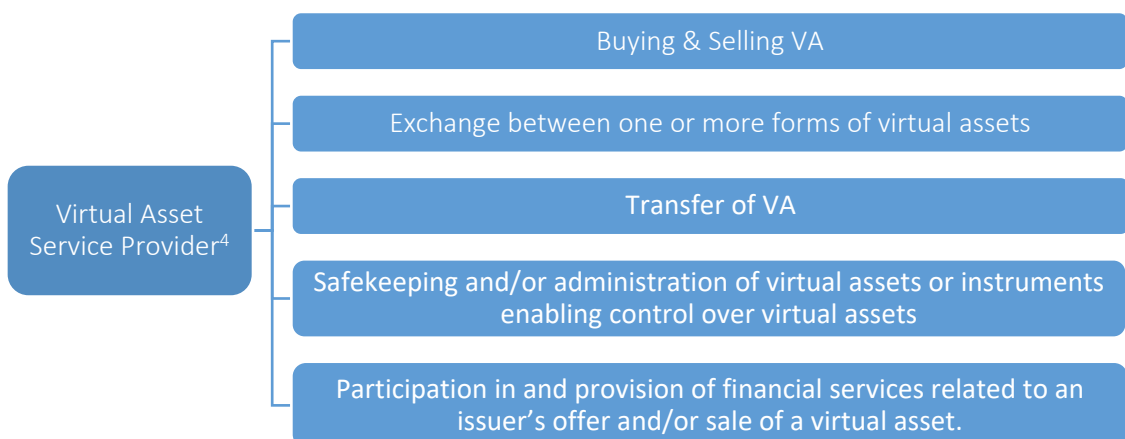 Buying & Selling VA
Exchange between one or more forms of virtual assets
Virtual Asset
Service Provider⁴
Transfer of VA
Safekeeping and/or administration of virtual assets or instruments
enabling control over virtual assets
Participation in and provision of financial services related to an
issuer’s offer and/or sale of a virtual asset.